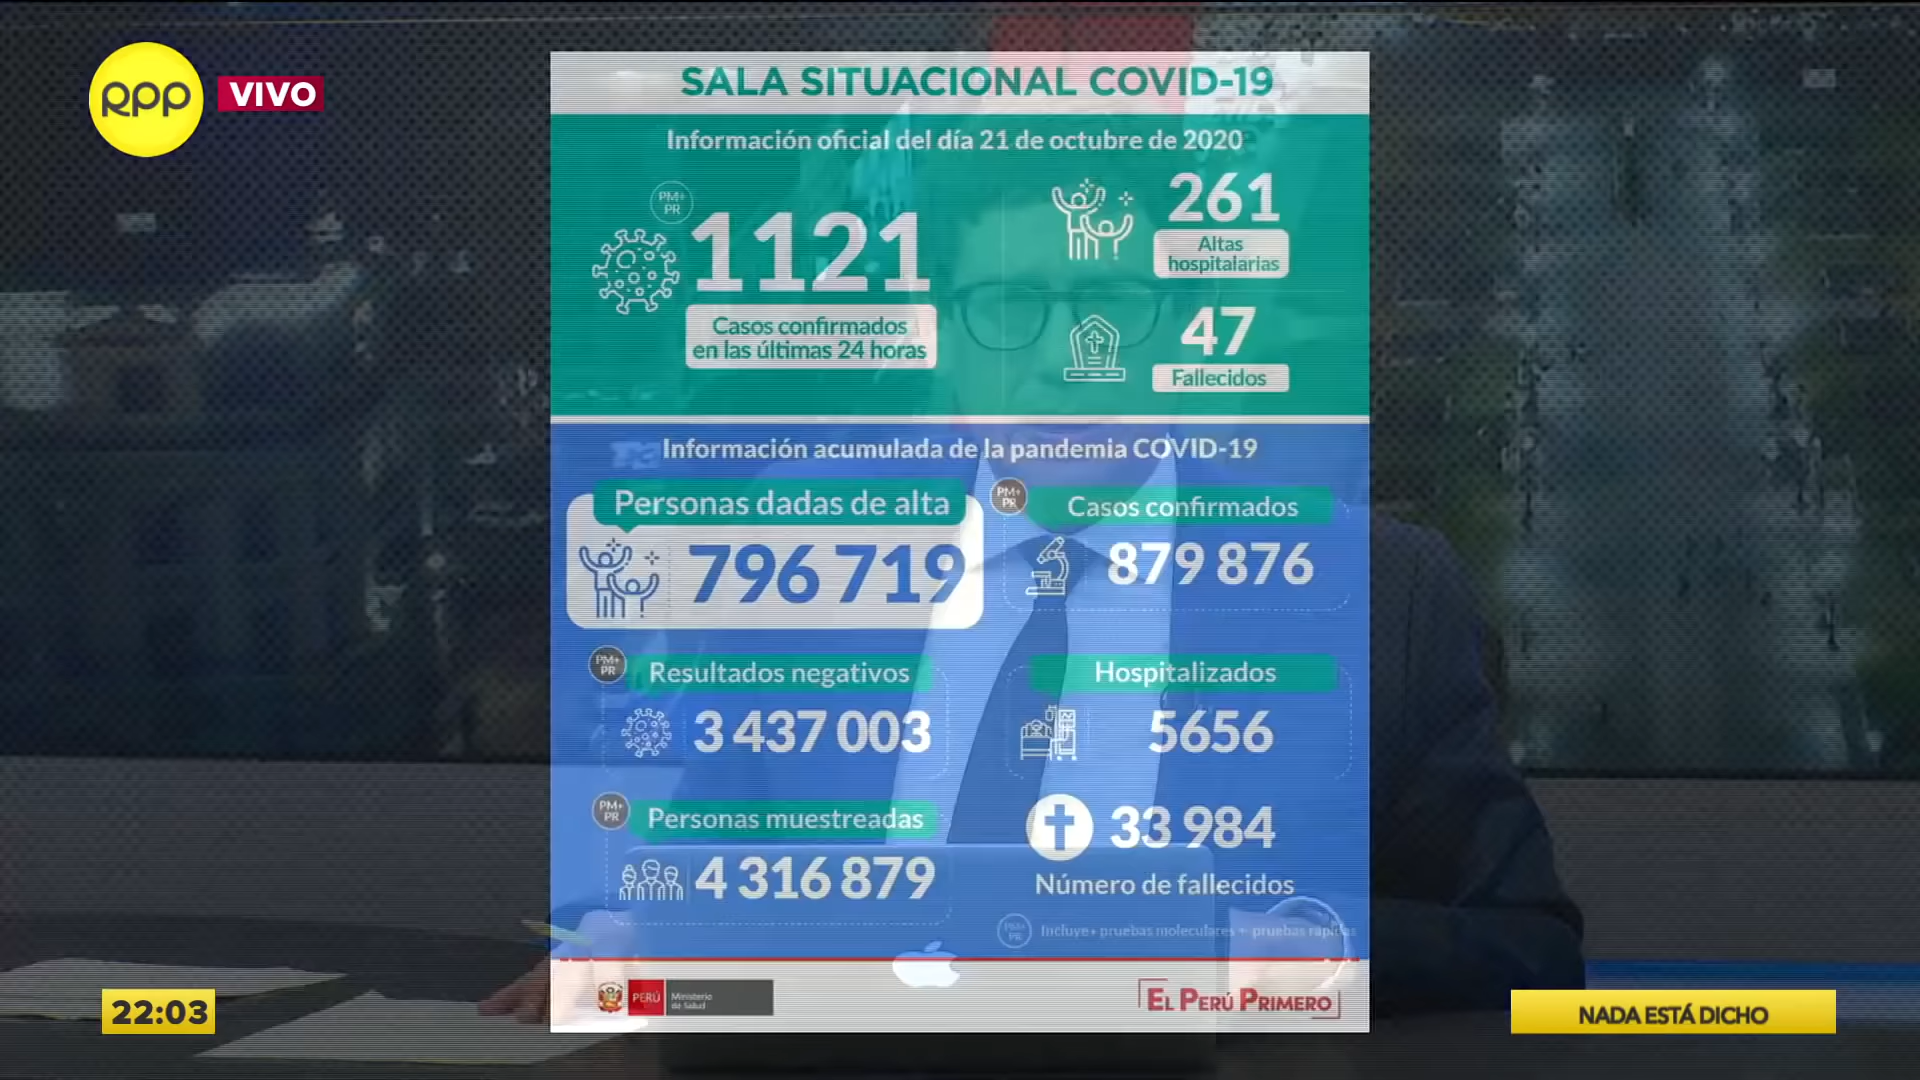 RPP
VIVO
SALA SITUACIONAL COVID-19
Información oficial del día 21 de octubre de 2020
PM+
PR
1121
Casos confirmados
en las últimas 24 horas
261
Altas
hospitalarias
47
Fallecidos
Información acumulada de la pandemia COVID-19
Personas dadas de alta
796 719
PM+
PR
Casos confirmados
879 876
PM+
PR
Resultados negativos
3 437 003
Hospitalizados
5656
PM+
PR
Personas muestreadas
4 316 879
33 984
Número de fallecidos
PM+
PR
Incluye+ pruebas moleculares + pruebas rápidas
PERÚ
Ministerio
de Salud
EL PERÚ PRIMERO
22:03
NADA ESTÁ DICHO